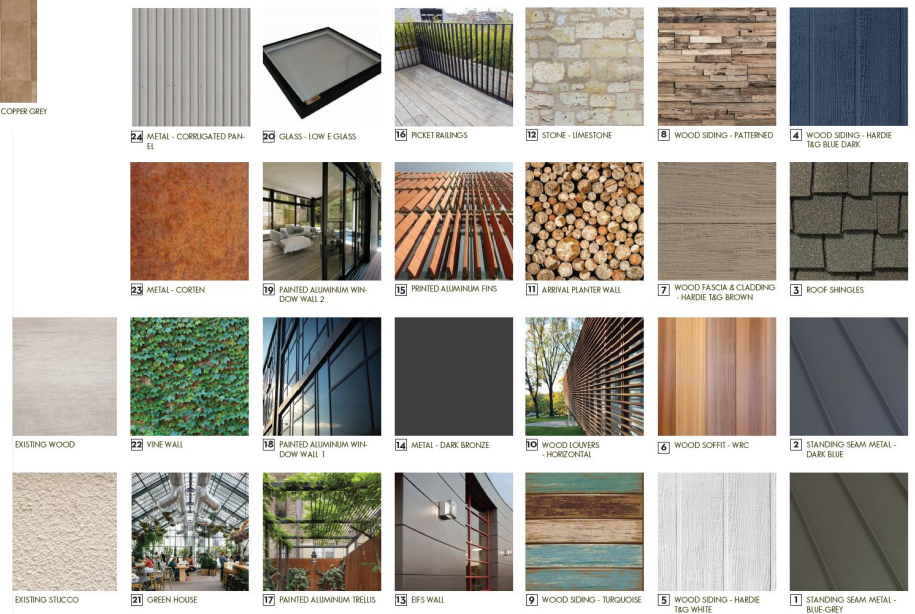 COPPER GREY
24 METAL - CORRUGATED PAN-
EL
20 GLASS - LOW E GLASS
16 PICKET RAILINGS
12 STONE - LIMESTONE
8 WOOD SIDING - PATTERNED
4 WOOD SIDING - HARDIE
T&G BLUE DARK
23 METAL - CORTEN
19 PAINTED ALUMINUM WIN-
DOW WALL 2
15 PRINTED ALUMINUM FINS
11 ARRIVAL PLANTER WALL
7 WOOD FASCIA & CLADDING
- HARDIE T&G BROWN
3 ROOF SHINGLES
EXISTING WOOD
22 VINE WALL
18 PAINTED ALUMINUM WIN-
DOW WALL 1
14 METAL - DARK BRONZE
10 WOOD LOUVERS
- HORIZONTAL
6 WOOD SOFFIT - WRC
2 STANDING SEAM METAL -
DARK BLUE
EXISTING STUCCO
21 GREEN HOUSE
17 PAINTED ALUMINUM TRELLIS
13 EIFS WALL
9 WOOD SIDING - TURQUOISE
5 WOOD SIDING - HARDIE
T&G WHITE
1 STANDING SEAM METAL -
BLUE-GREY